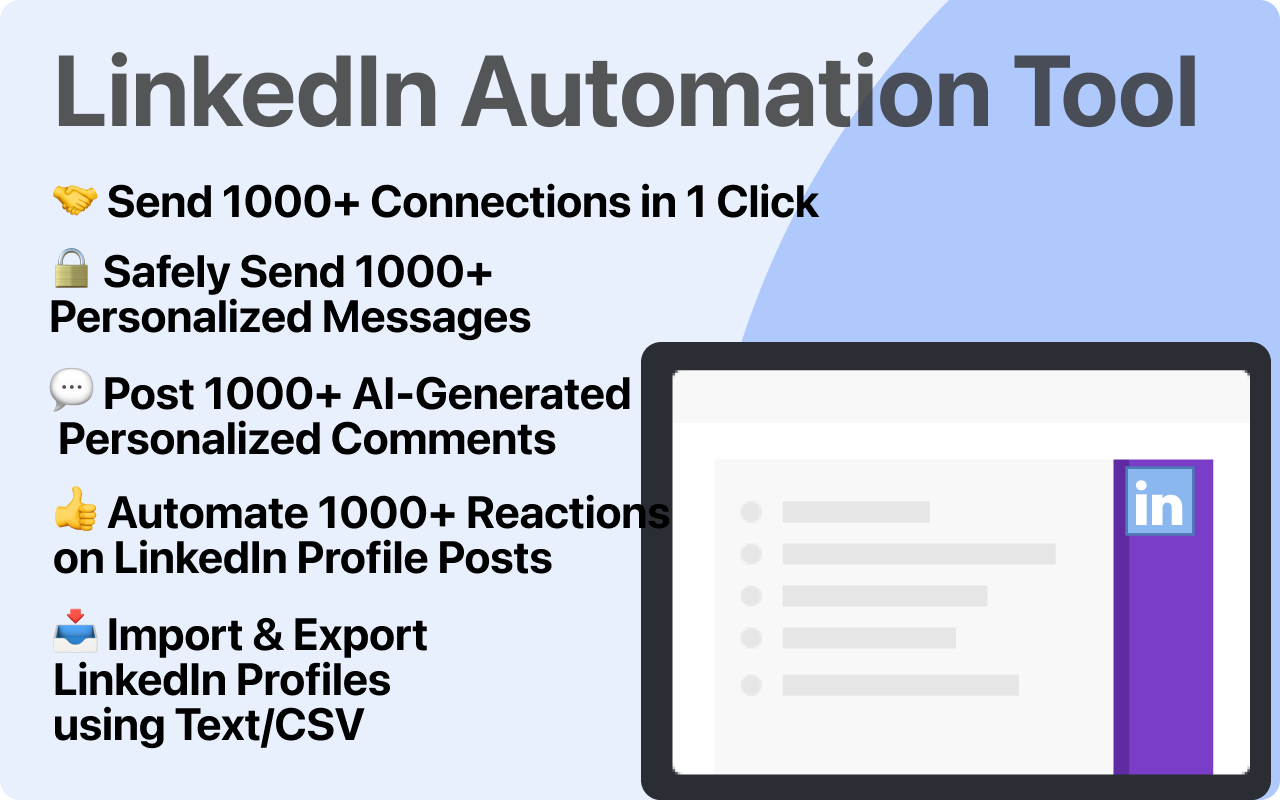 LinkedIn Automation Tool
🤝 Send 1000+ Connections in 1 Click
🔒 Safely Send 1000+
Personalized Messages
💬 Post 1000+ AI-Generated
Personalized Comments
👍 Automate 1000+ Reactions
on LinkedIn Profile Posts
📥 Import & Export
LinkedIn Profiles
using Text/CSV
in